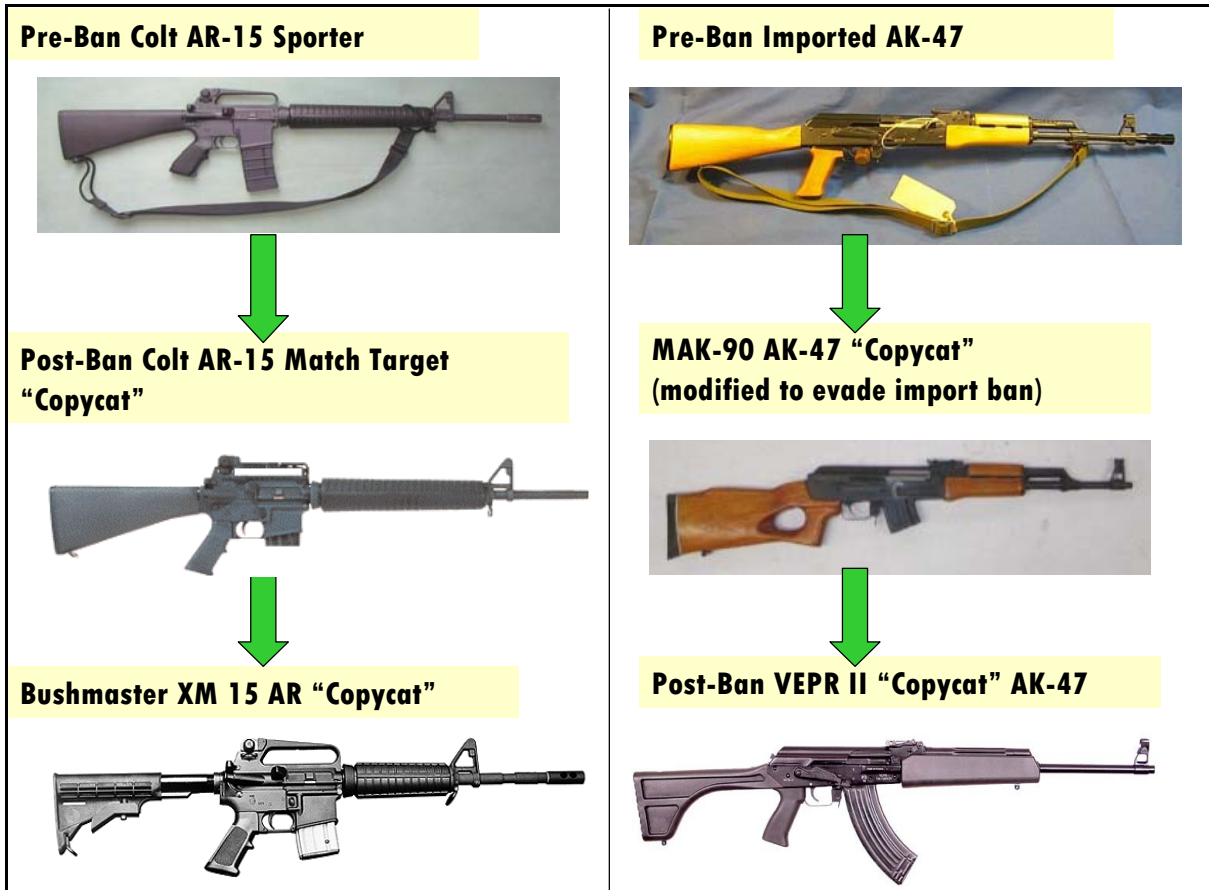 Pre-Ban Colt AR-15 Sporter
Post-Ban Colt AR-15 Match Target
“Copycat”
Bushmaster XM 15 AR “Copycat”
Pre-Ban Imported AK-47
MAK-90 AK-47 “Copycat”
(modified to evade import ban)
Post-Ban VEPR II “Copycat” AK-47